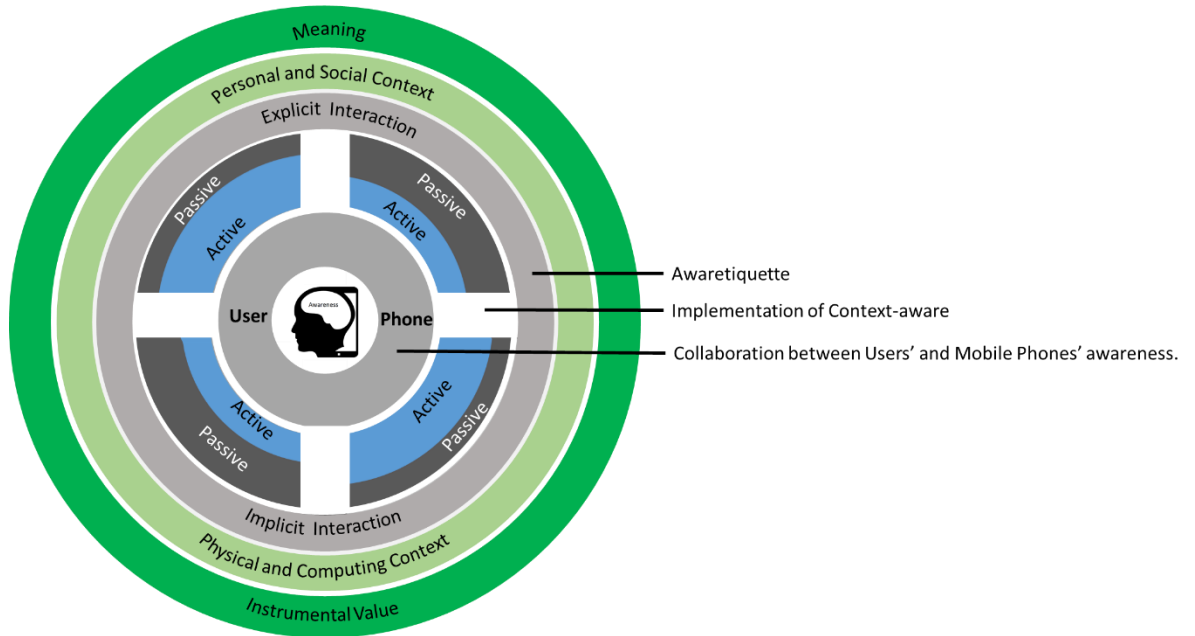 Meaning
Personal and Social Context
Explicit Interaction
Passive
Active
Passive
Active
Awareness
User
Phone
Active
Passive
Active
Passive
Implicit Interaction
Physical and Computing Context
Instrumental Value
Awaretiquette
Implementation of Context-aware
Collaboration between Users’ and Mobile Phones’ awareness.